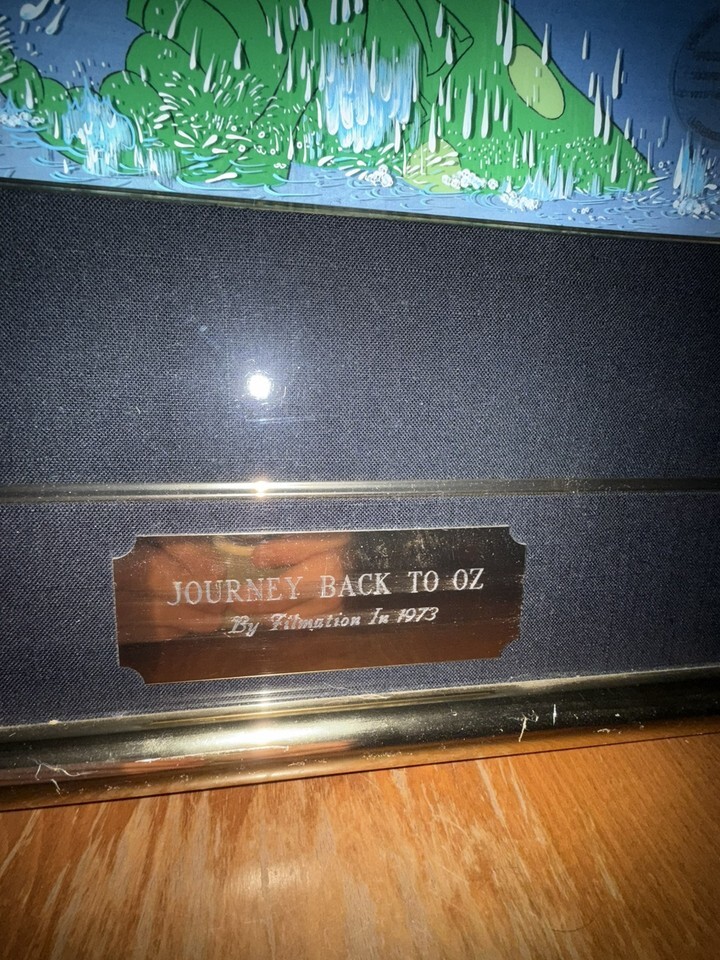 JOURNEY BACK TO OZ
By Filmation In 1973